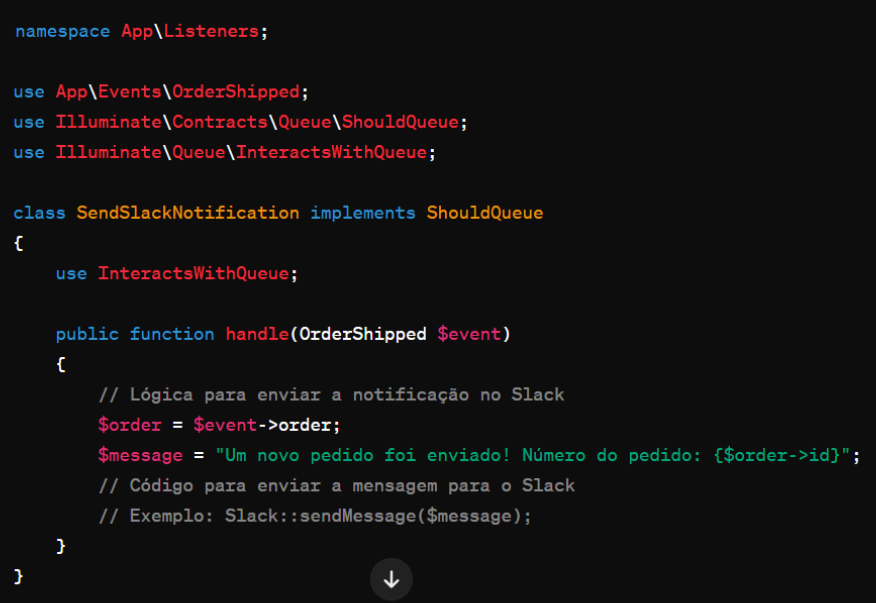 namespace App\Listeners;
use App\Events\OrderShipped;
use Illuminate\Contracts\Queue\ShouldQueue;
use Illuminate\Queue\InteractsWithQueue;
class SendSlackNotification implements ShouldQueue
{
    use InteractsWithQueue;
    public function handle(OrderShipped $event)
    {
        // Lógica para enviar a notificação no Slack
        $order = $event->order;
        $message = "Um novo pedido foi enviado! Número do pedido: {$order->id}";
        // Código para enviar a mensagem para o Slack
        // Exemplo: Slack::sendMessage($message);
    }
}